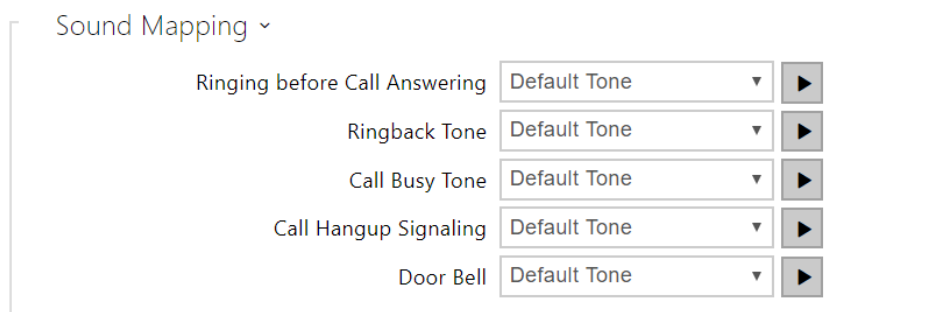 Sound Mapping
Ringing before Call Answering Default Tone
Ringback Tone Default Tone
Call Busy Tone Default Tone
Call Hangup Signaling Default Tone
Door Bell Default Tone